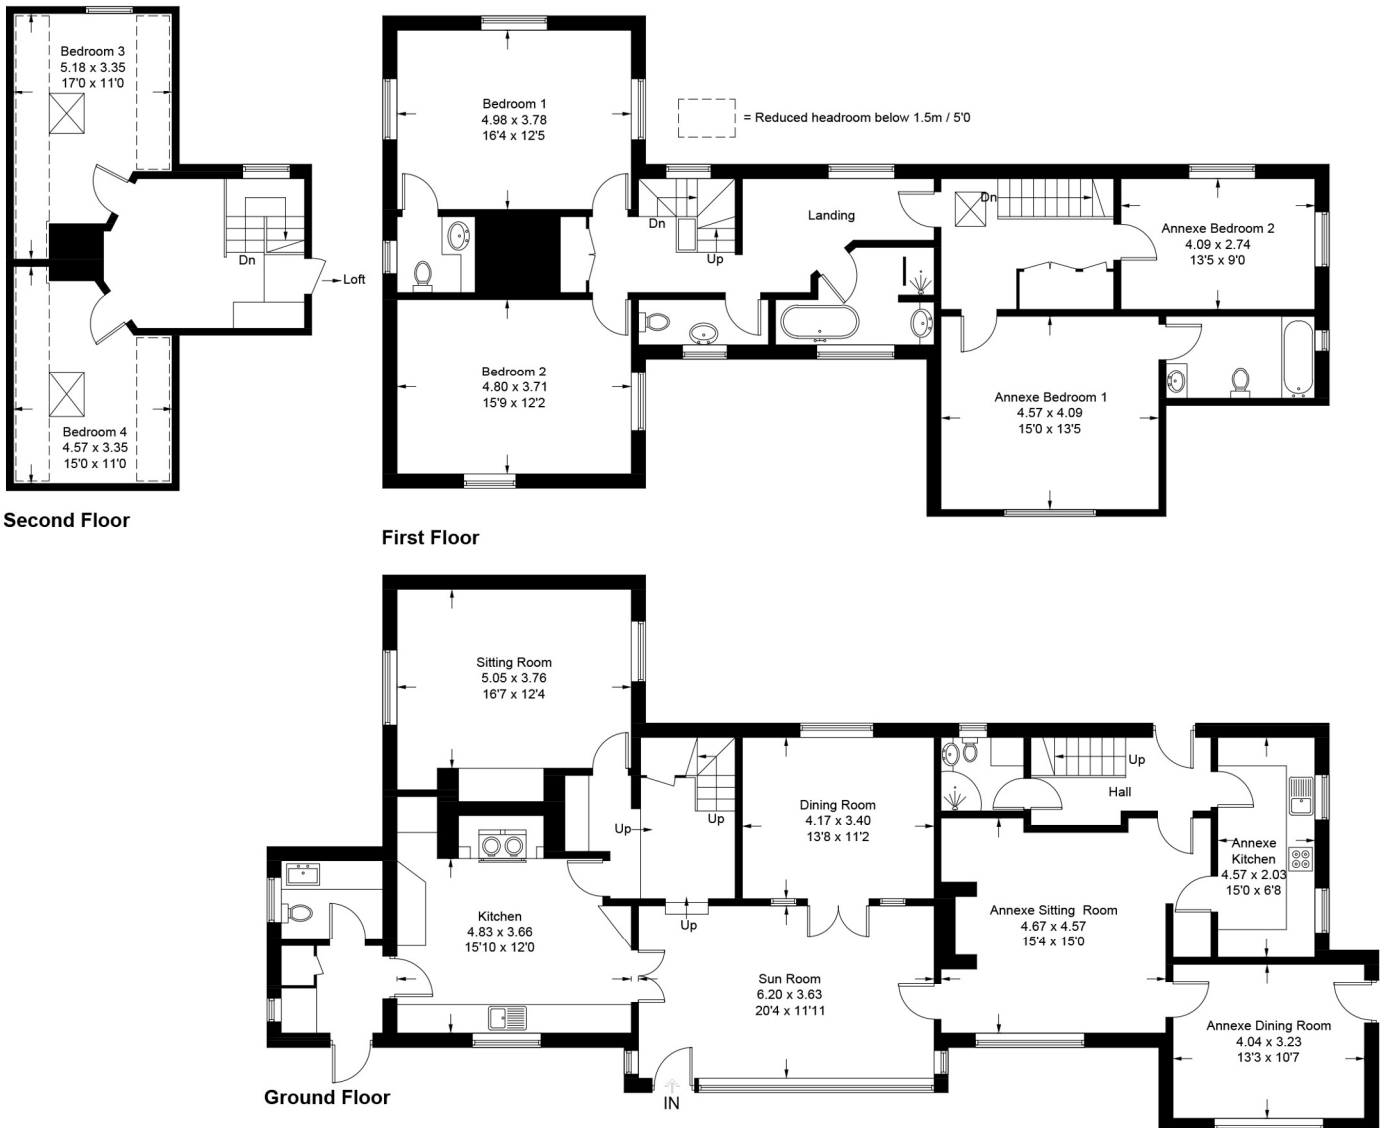 Bedroom 3
5.18 x 3.35
17'0 x 11'0
Dn
Loft
Bedroom 4
4.57 x 3.35
15'0 x 11'0
Second Floor
Bedroom 1
4.98 x 3.78
16'4 x 12'5
= Reduced headroom below 1.5m / 5'0
Dn
Up
Landing
Dn
Annexe Bedroom 2
4.09 x 2.74
13'5 x 9'0
Bedroom 2
4.80 x 3.71
15'9 x 12'2
Annexe Bedroom 1
4.57 x 4.09
15'0 x 13'5
First Floor
Sitting Room
5.05 x 3.76
16'7 x 12'4
Up
Up
Dining Room
4.17 x 3.40
13'8 x 11'2
Up
Hall
Annexe
Kitchen
4.57 x 2.03
15'0 x 6'8
Kitchen
4.83 x 3.66
15'10 x 12'0
Up
Annexe Sitting Room
4.67 x 4.57
15'4 x 15'0
Sun Room
6.20 x 3.63
20'4 x 11'11
Annexe Dining Room
4.04 x 3.23
13'3 x 10'7
IN
Ground Floor